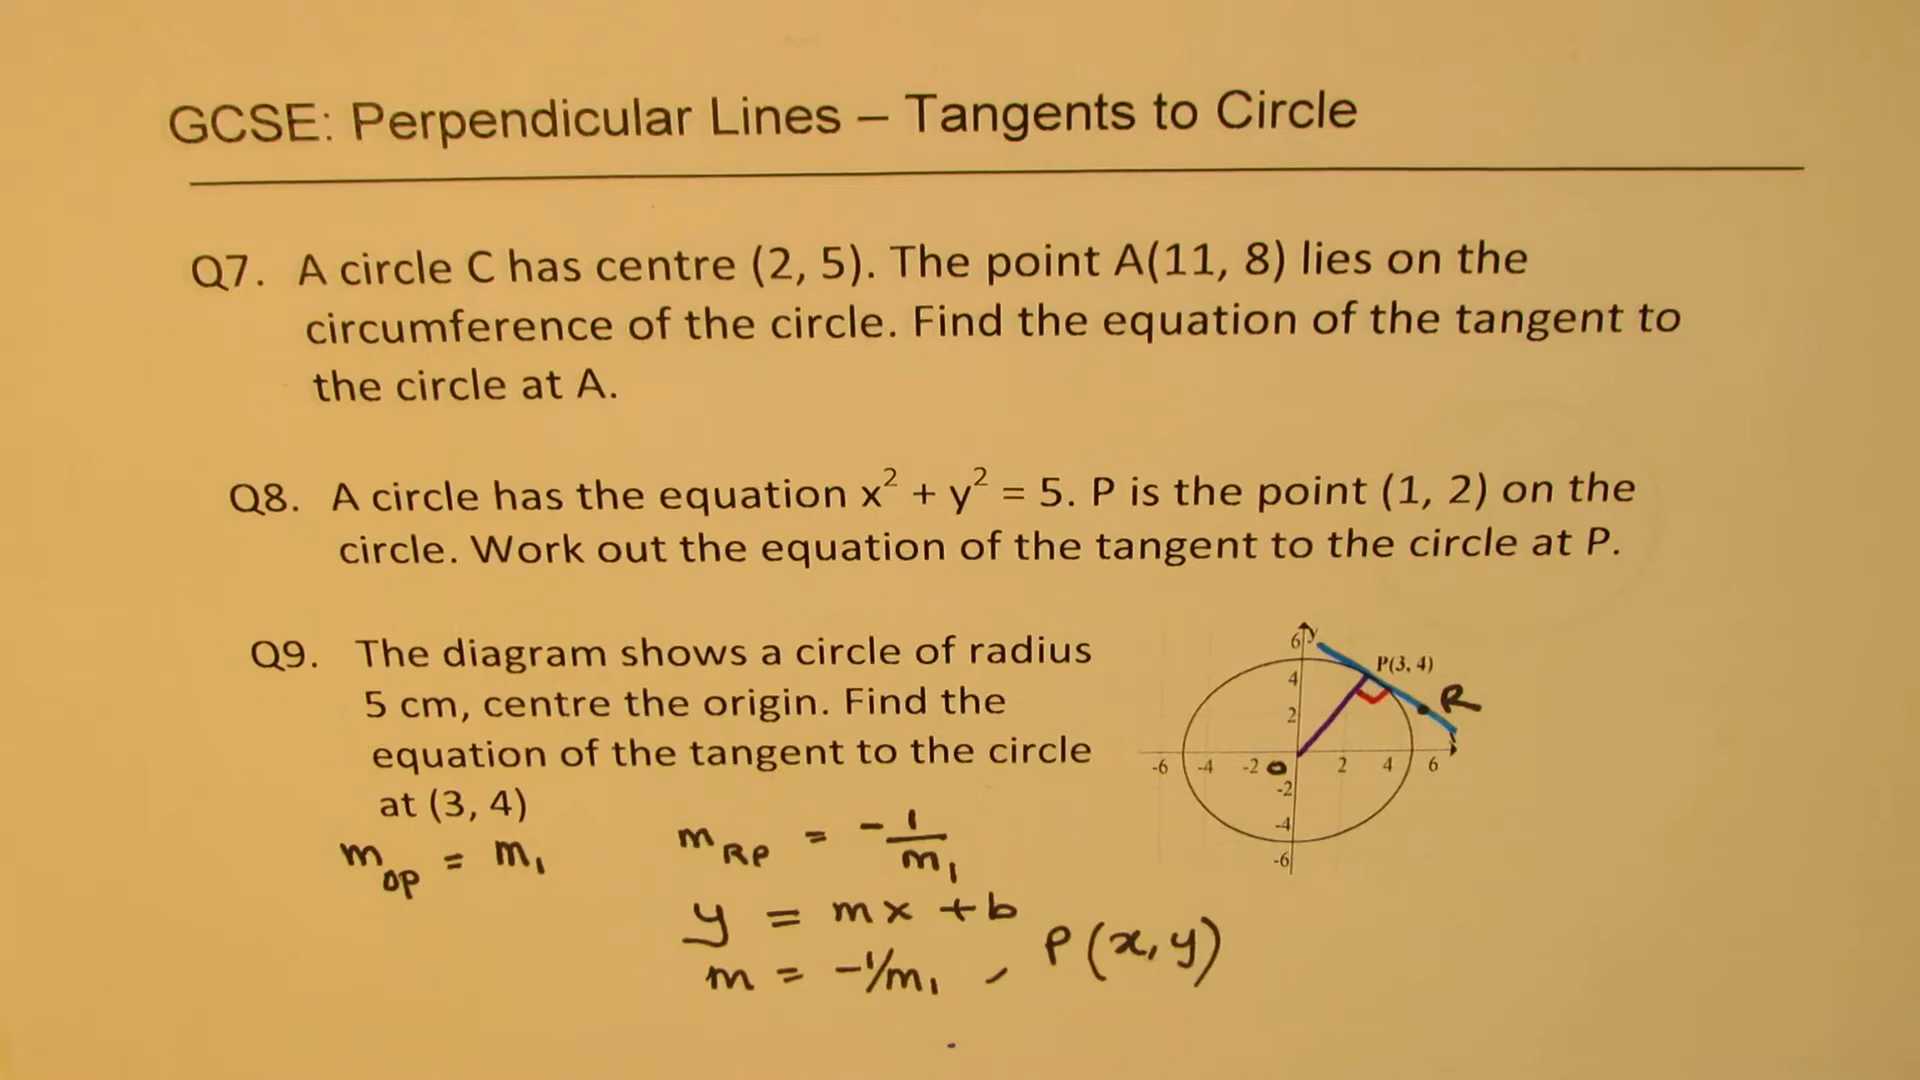 GCSE: Perpendicular Lines – Tangents to Circle
Q7. A circle C has centre (2, 5). The point A(11, 8) lies on the
circumference of the circle. Find the equation of the tangent to
the circle at A.
Q8. A circle has the equation x² + y² = 5. P is the point (1, 2) on the
circle. Work out the equation of the tangent to the circle at P.
Q9. The diagram shows a circle of radius
5 cm, centre the origin. Find the
equation of the tangent to the circle
at (3, 4)
6 y
P(3, 4)
4
R
2
-6 -4 -2 O 2 4 6
-2
-4
-6
m_OP = m₁
m_RP = -1/m₁
y = mx + b
m = -1/m₁ , P(x, y)